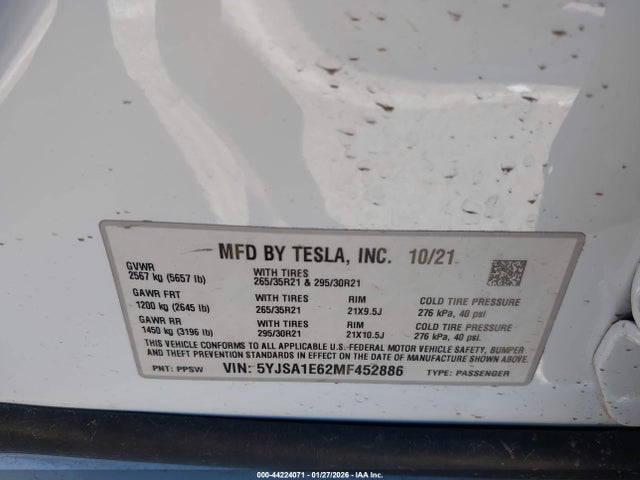 MFD BY TESLA, INC. 10/21
GVWR
2567 kg (5657 lb)
WITH TIRES
265/35R21 & 295/30R21
GAWR FRT
1200 kg (2645 lb)
WITH TIRES
265/35R21
RIM
21X9.5J
COLD TIRE PRESSURE
276 kPa, 40 psi
GAWR RR
1450 kg (3196 lb)
WITH TIRES
295/30R21
RIM
21X10.5J
COLD TIRE PRESSURE
276 kPa, 40 psi
THIS VEHICLE CONFORMS TO ALL APPLICABLE U.S. FEDERAL MOTOR VEHICLE SAFETY, BUMPER
AND THEFT PREVENTION STANDARDS IN EFFECT ON THE DATE OF MANUFACTURE SHOWN ABOVE.
PNT: PPSW VIN: 5YJSA1E62MF452886 TYPE: PASSENGER
000-44224071 - 01/27/2026 - IAA Inc.